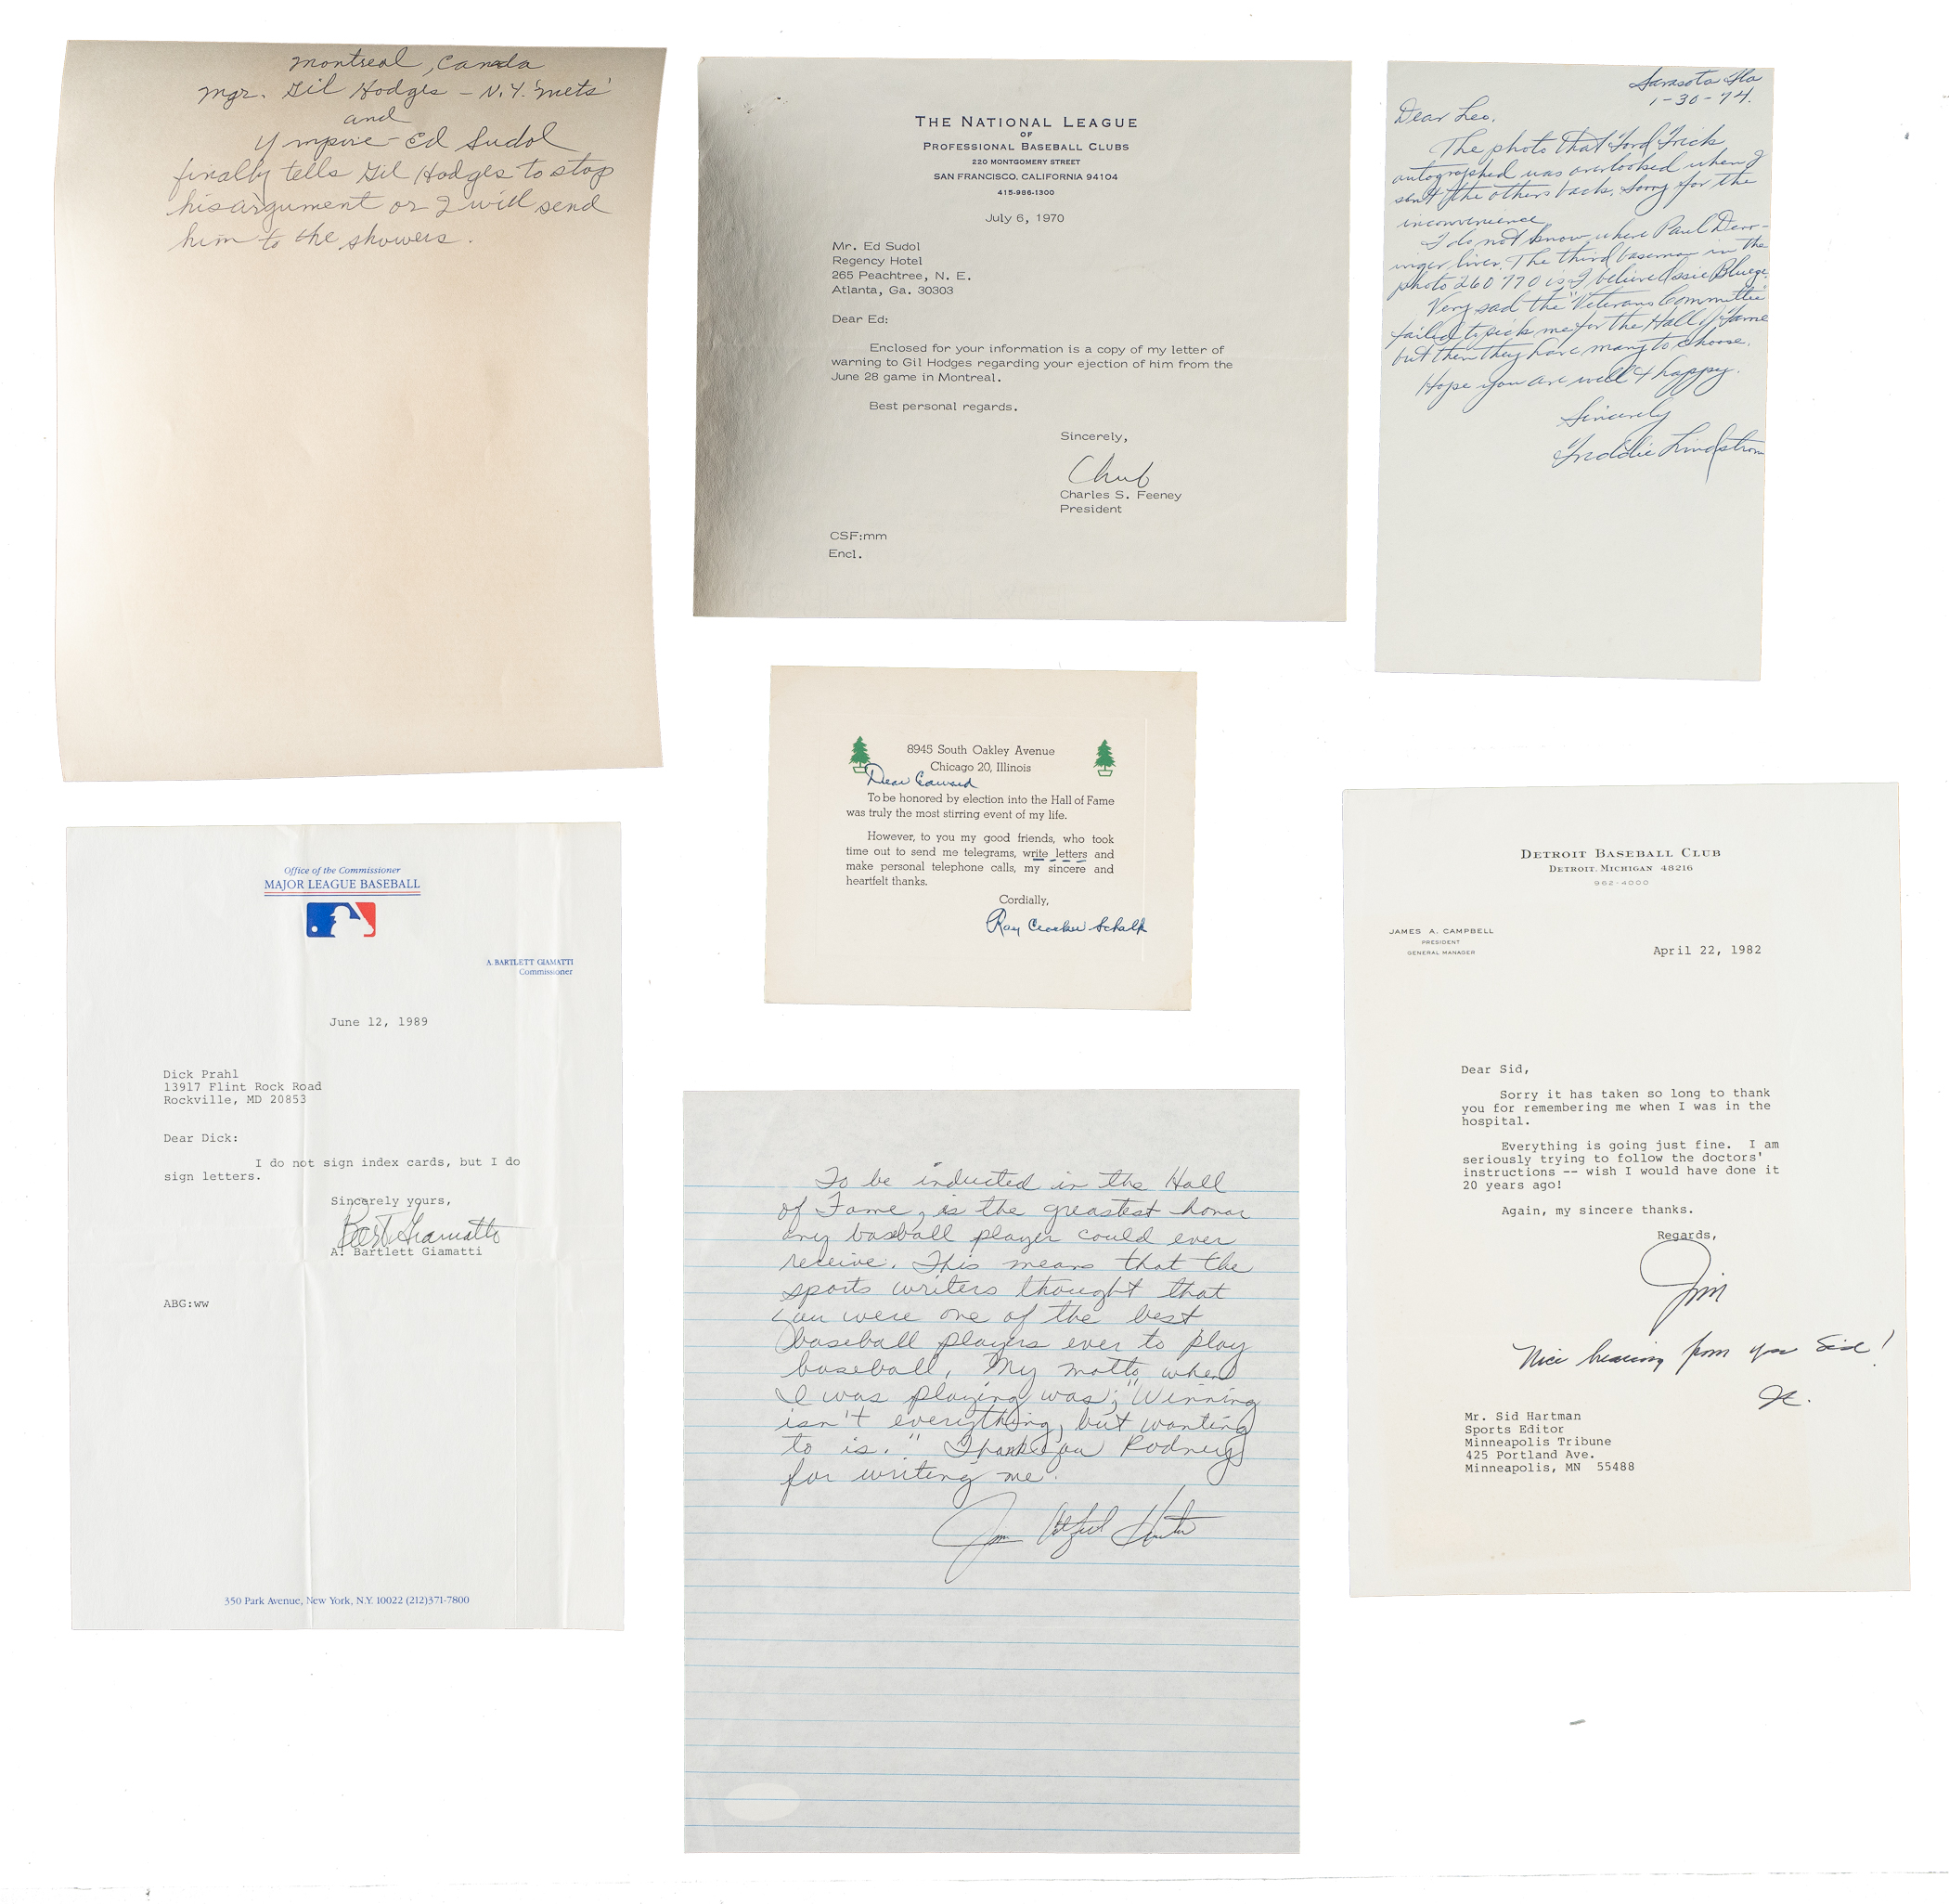 Montreal, Canada
Mgr. Gil Hodges - N.Y. 'Mets'
and
Umpire - Ed Sudol
finally tells Gil Hodges to stop
his argument or I will send
him to the showers.
THE NATIONAL LEAGUE
OF
PROFESSIONAL BASEBALL CLUBS
220 MONTGOMERY STREET
SAN FRANCISCO, CALIFORNIA 94104
415-986-1300
July 6, 1970
Mr. Ed Sudol
Regency Hotel
265 Peachtree, N. E.
Atlanta, Ga. 30303
Dear Ed:
Enclosed for your information is a copy of my letter of
warning to Gil Hodges regarding your ejection of him from the
June 28 game in Montreal.
Best personal regards.
Sincerely,
Chub
Charles S. Feeney
President
CSF:mm
Encl.
Sarasota Fla
1-30-74.
Dear Leo,
The photo that Ford Frick
autographed was overlooked when I
sent the others back. Sorry for the
inconvenience.
I do not know where Paul Derr-
inger lives. The third baseman in the
photo 260770 is I believe Ossie Bluege.
Very sad the "Veterans Committee"
failed to pick me for the Hall of Fame
but then they have many to choose.
Hope you are well & happy.
Sincerely
Freddie Lindstrom
8945 South Oakley Avenue
Chicago 20, Illinois
Dear Edward
To be honored by election into the Hall of Fame
was truly the most stirring event of my life.
However, to you my good friends, who took
time out to send me telegrams, write letters and
make personal telephone calls, my sincere and
heartfelt thanks.
Cordially,
Ray Cracker Schalk
Office of the Commissioner
MAJOR LEAGUE BASEBALL
A. BARTLETT GIAMATTI
Commissioner
June 12, 1989
Dick Prahl
13917 Flint Rock Road
Rockville, MD 20853
Dear Dick:
I do not sign index cards, but I do
sign letters.
Sincerely yours,
Bart Giamatti
A. Bartlett Giamatti
ABG:ww
350 Park Avenue, New York, N.Y. 10022 (212)371-7800
To be inducted in the Hall
of Fame, is the greastest honor
any baseball player could ever
receive. This means that the
sports writers thought that
you were one of the best
baseball players ever to play
baseball. My motto when
I was playing was; "Winning
isn't everything, but wanting
to is." Thank you Rodney
for writing me.
Jim Catfish Hunter
DETROIT BASEBALL CLUB
DETROIT, MICHIGAN 48216
962-4000
JAMES A. CAMPBELL
PRESIDENT
GENERAL MANAGER
April 22, 1982
Dear Sid,
Sorry it has taken so long to thank
you for remembering me when I was in the
hospital.
Everything is going just fine. I am
seriously trying to follow the doctors'
instructions -- wish I would have done it
20 years ago!
Again, my sincere thanks.
Regards,
Jim
Nice hearing from you Sid!
Mr. Sid Hartman
Sports Editor
Minneapolis Tribune
425 Portland Ave.
Minneapolis, MN 55488